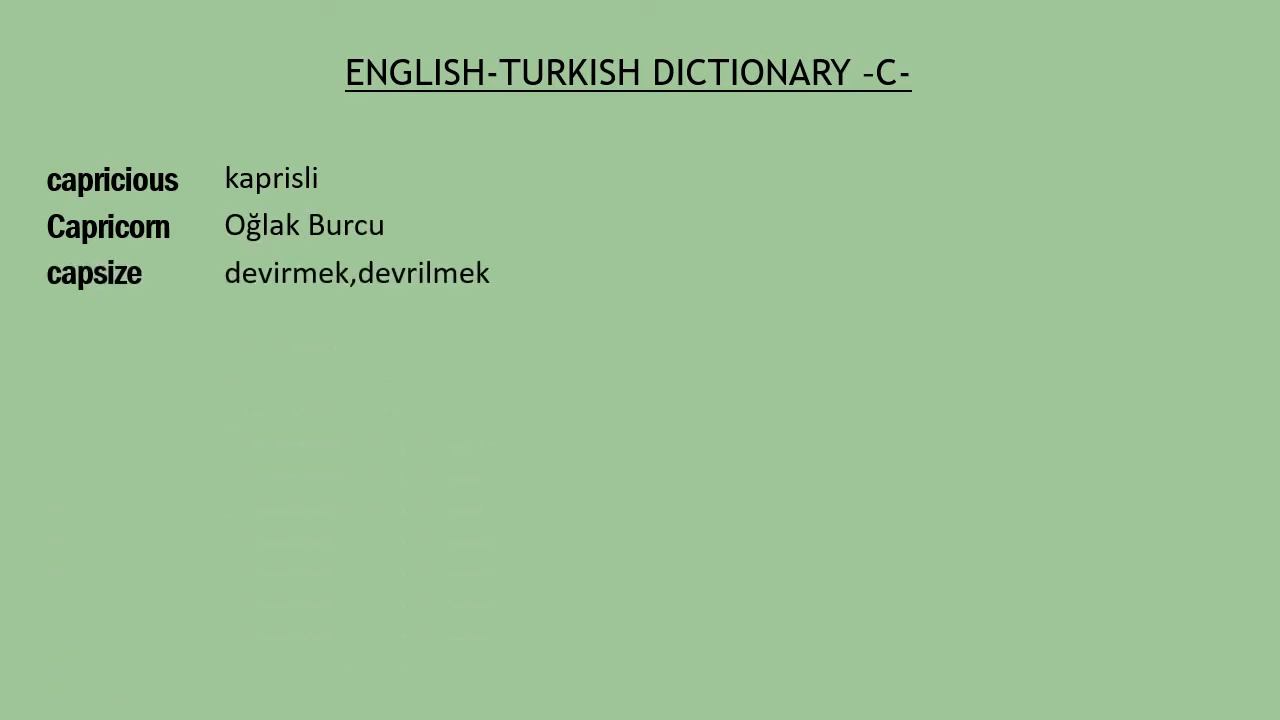 ENGLISH-TURKISH DICTIONARY –C-
capricious kaprisli
Capricorn Oğlak Burcu
capsize devirmek,devrilmek